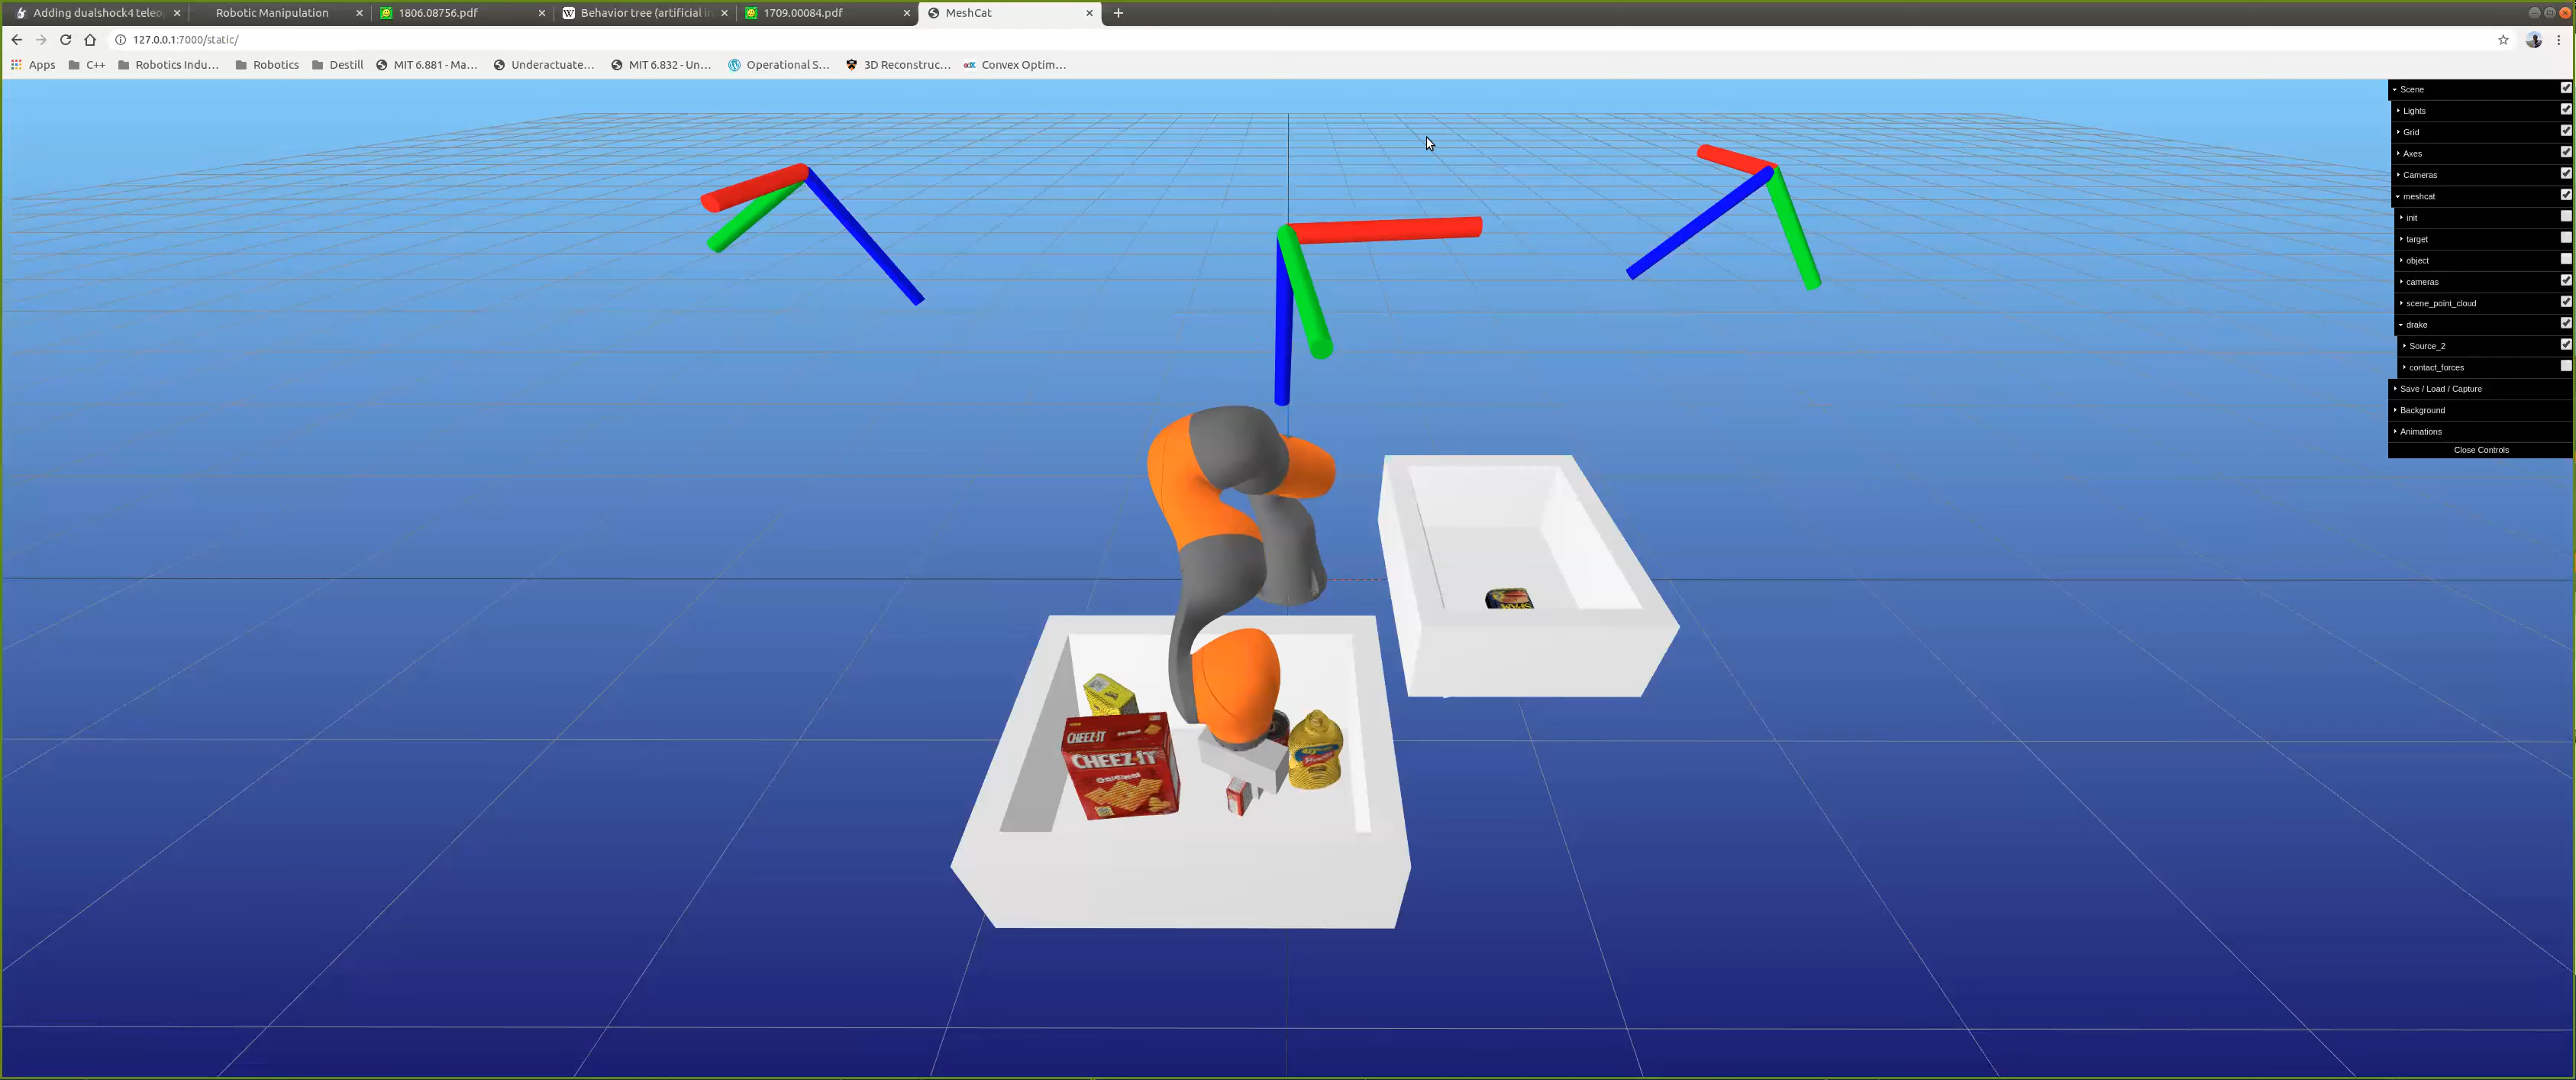 Adding dualshock4 teleo
Robotic Manipulation
1806.08756.pdf
Behavior tree (artificial in
1709.00084.pdf
MeshCat
127.0.0.1:7000/static/
Apps
C++
Robotics Indu...
Robotics
Destill
MIT 6.881 - Ma...
Underactuate...
MIT 6.832 - Un...
Operational S...
3D Reconstruc...
Convex Optim...
Scene
Lights
Grid
Axes
Cameras
meshcat
init
target
object
cameras
scene_point_cloud
drake
Source_2
contact_forces
Save / Load / Capture
Background
Animations
Close Controls
CHEEZ-IT
CHEEZ-IT
ORIGINAL